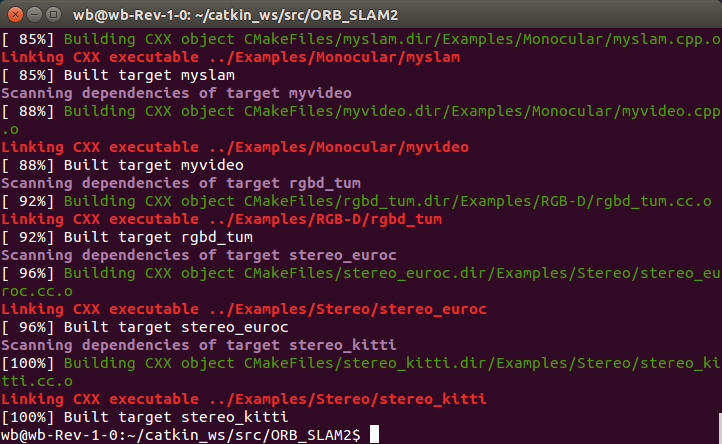 wb@wb-Rev-1-0: ~/catkin_ws/src/ORB_SLAM2
[ 85%] Building CXX object CMakeFiles/myslam.dir/Examples/Monocular/myslam.cpp.o
Linking CXX executable ../Examples/Monocular/myslam
[ 85%] Built target myslam
Scanning dependencies of target myvideo
[ 88%] Building CXX object CMakeFiles/myvideo.dir/Examples/Monocular/myvideo.cpp
.o
Linking CXX executable ../Examples/Monocular/myvideo
[ 88%] Built target myvideo
Scanning dependencies of target rgbd_tum
[ 92%] Building CXX object CMakeFiles/rgbd_tum.dir/Examples/RGB-D/rgbd_tum.cc.o
Linking CXX executable ../Examples/RGB-D/rgbd_tum
[ 92%] Built target rgbd_tum
Scanning dependencies of target stereo_euroc
[ 96%] Building CXX object CMakeFiles/stereo_euroc.dir/Examples/Stereo/stereo_eu
roc.cc.o
Linking CXX executable ../Examples/Stereo/stereo_euroc
[ 96%] Built target stereo_euroc
Scanning dependencies of target stereo_kitti
[100%] Building CXX object CMakeFiles/stereo_kitti.dir/Examples/Stereo/stereo_ki
tti.cc.o
Linking CXX executable ../Examples/Stereo/stereo_kitti
[100%] Built target stereo_kitti
wb@wb-Rev-1-0:~/catkin_ws/src/ORB_SLAM2$